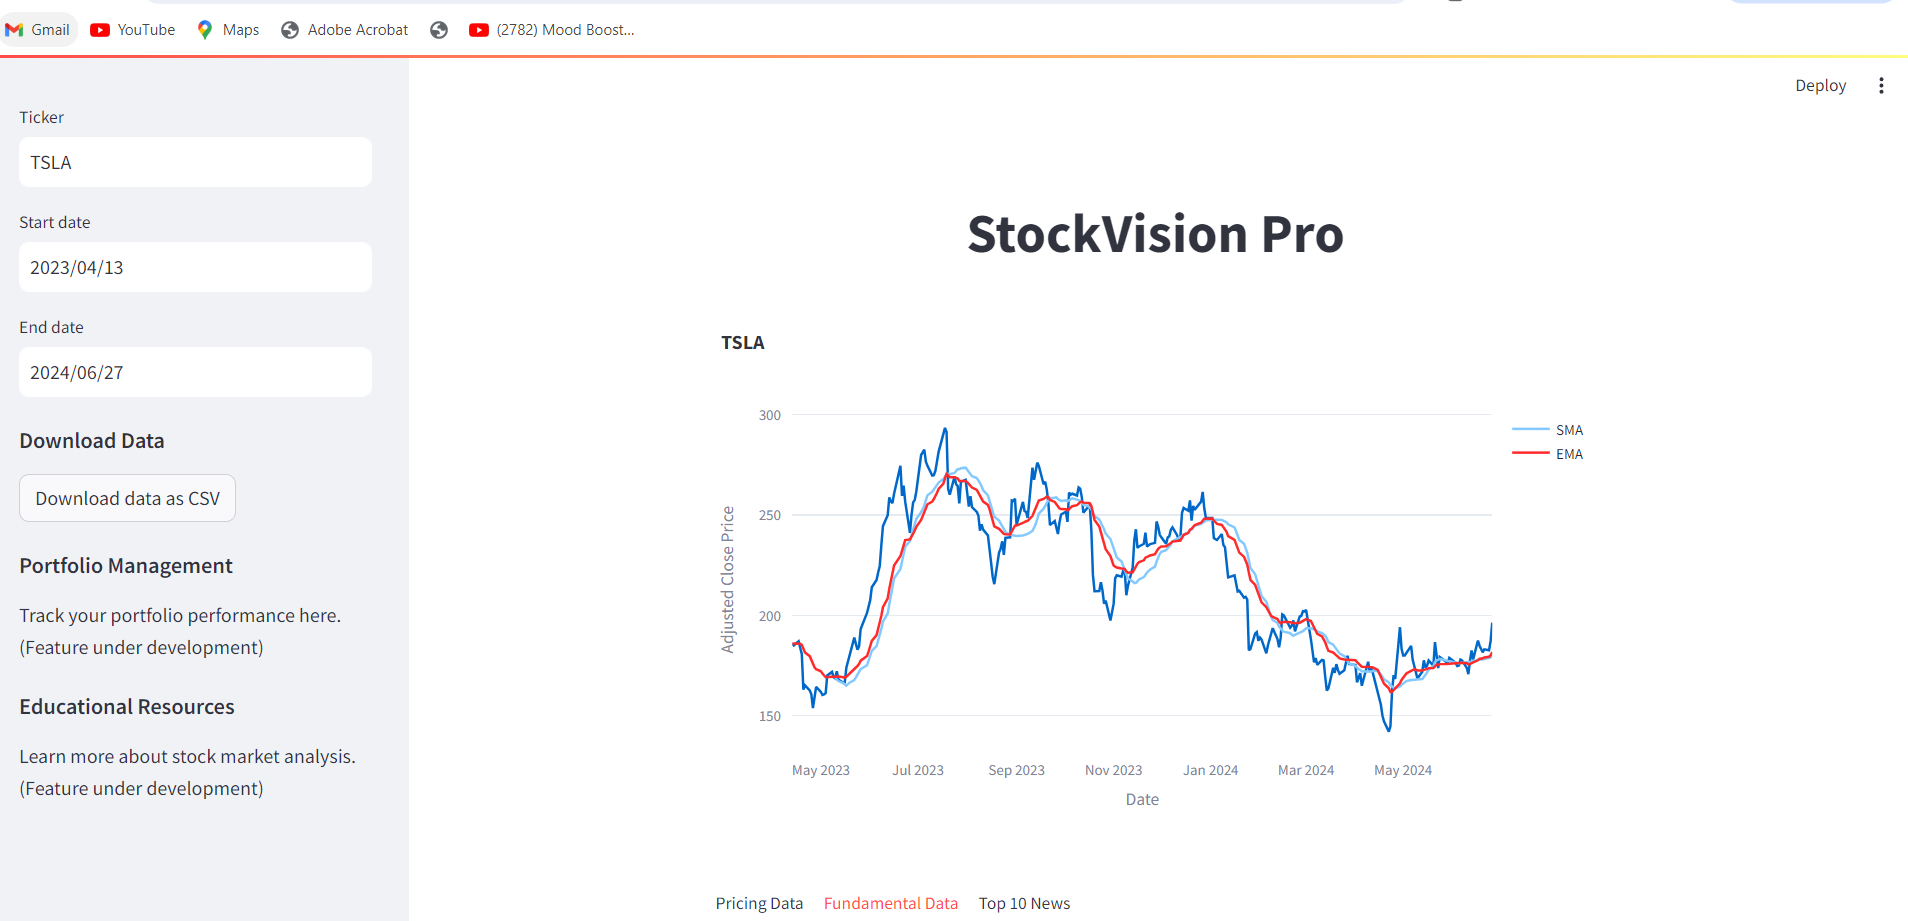 Gmail YouTube Maps Adobe Acrobat (2782) Mood Boost...
Deploy
Ticker
TSLA
Start date
2023/04/13
End date
2024/06/27
Download Data
Download data as CSV
Portfolio Management
Track your portfolio performance here.
(Feature under development)
Educational Resources
Learn more about stock market analysis.
(Feature under development)
StockVision Pro
TSLA
300
250
200
150
Adjusted Close Price
May 2023 Jul 2023 Sep 2023 Nov 2023 Jan 2024 Mar 2024 May 2024
Date
SMA
EMA
Pricing Data Fundamental Data Top 10 News